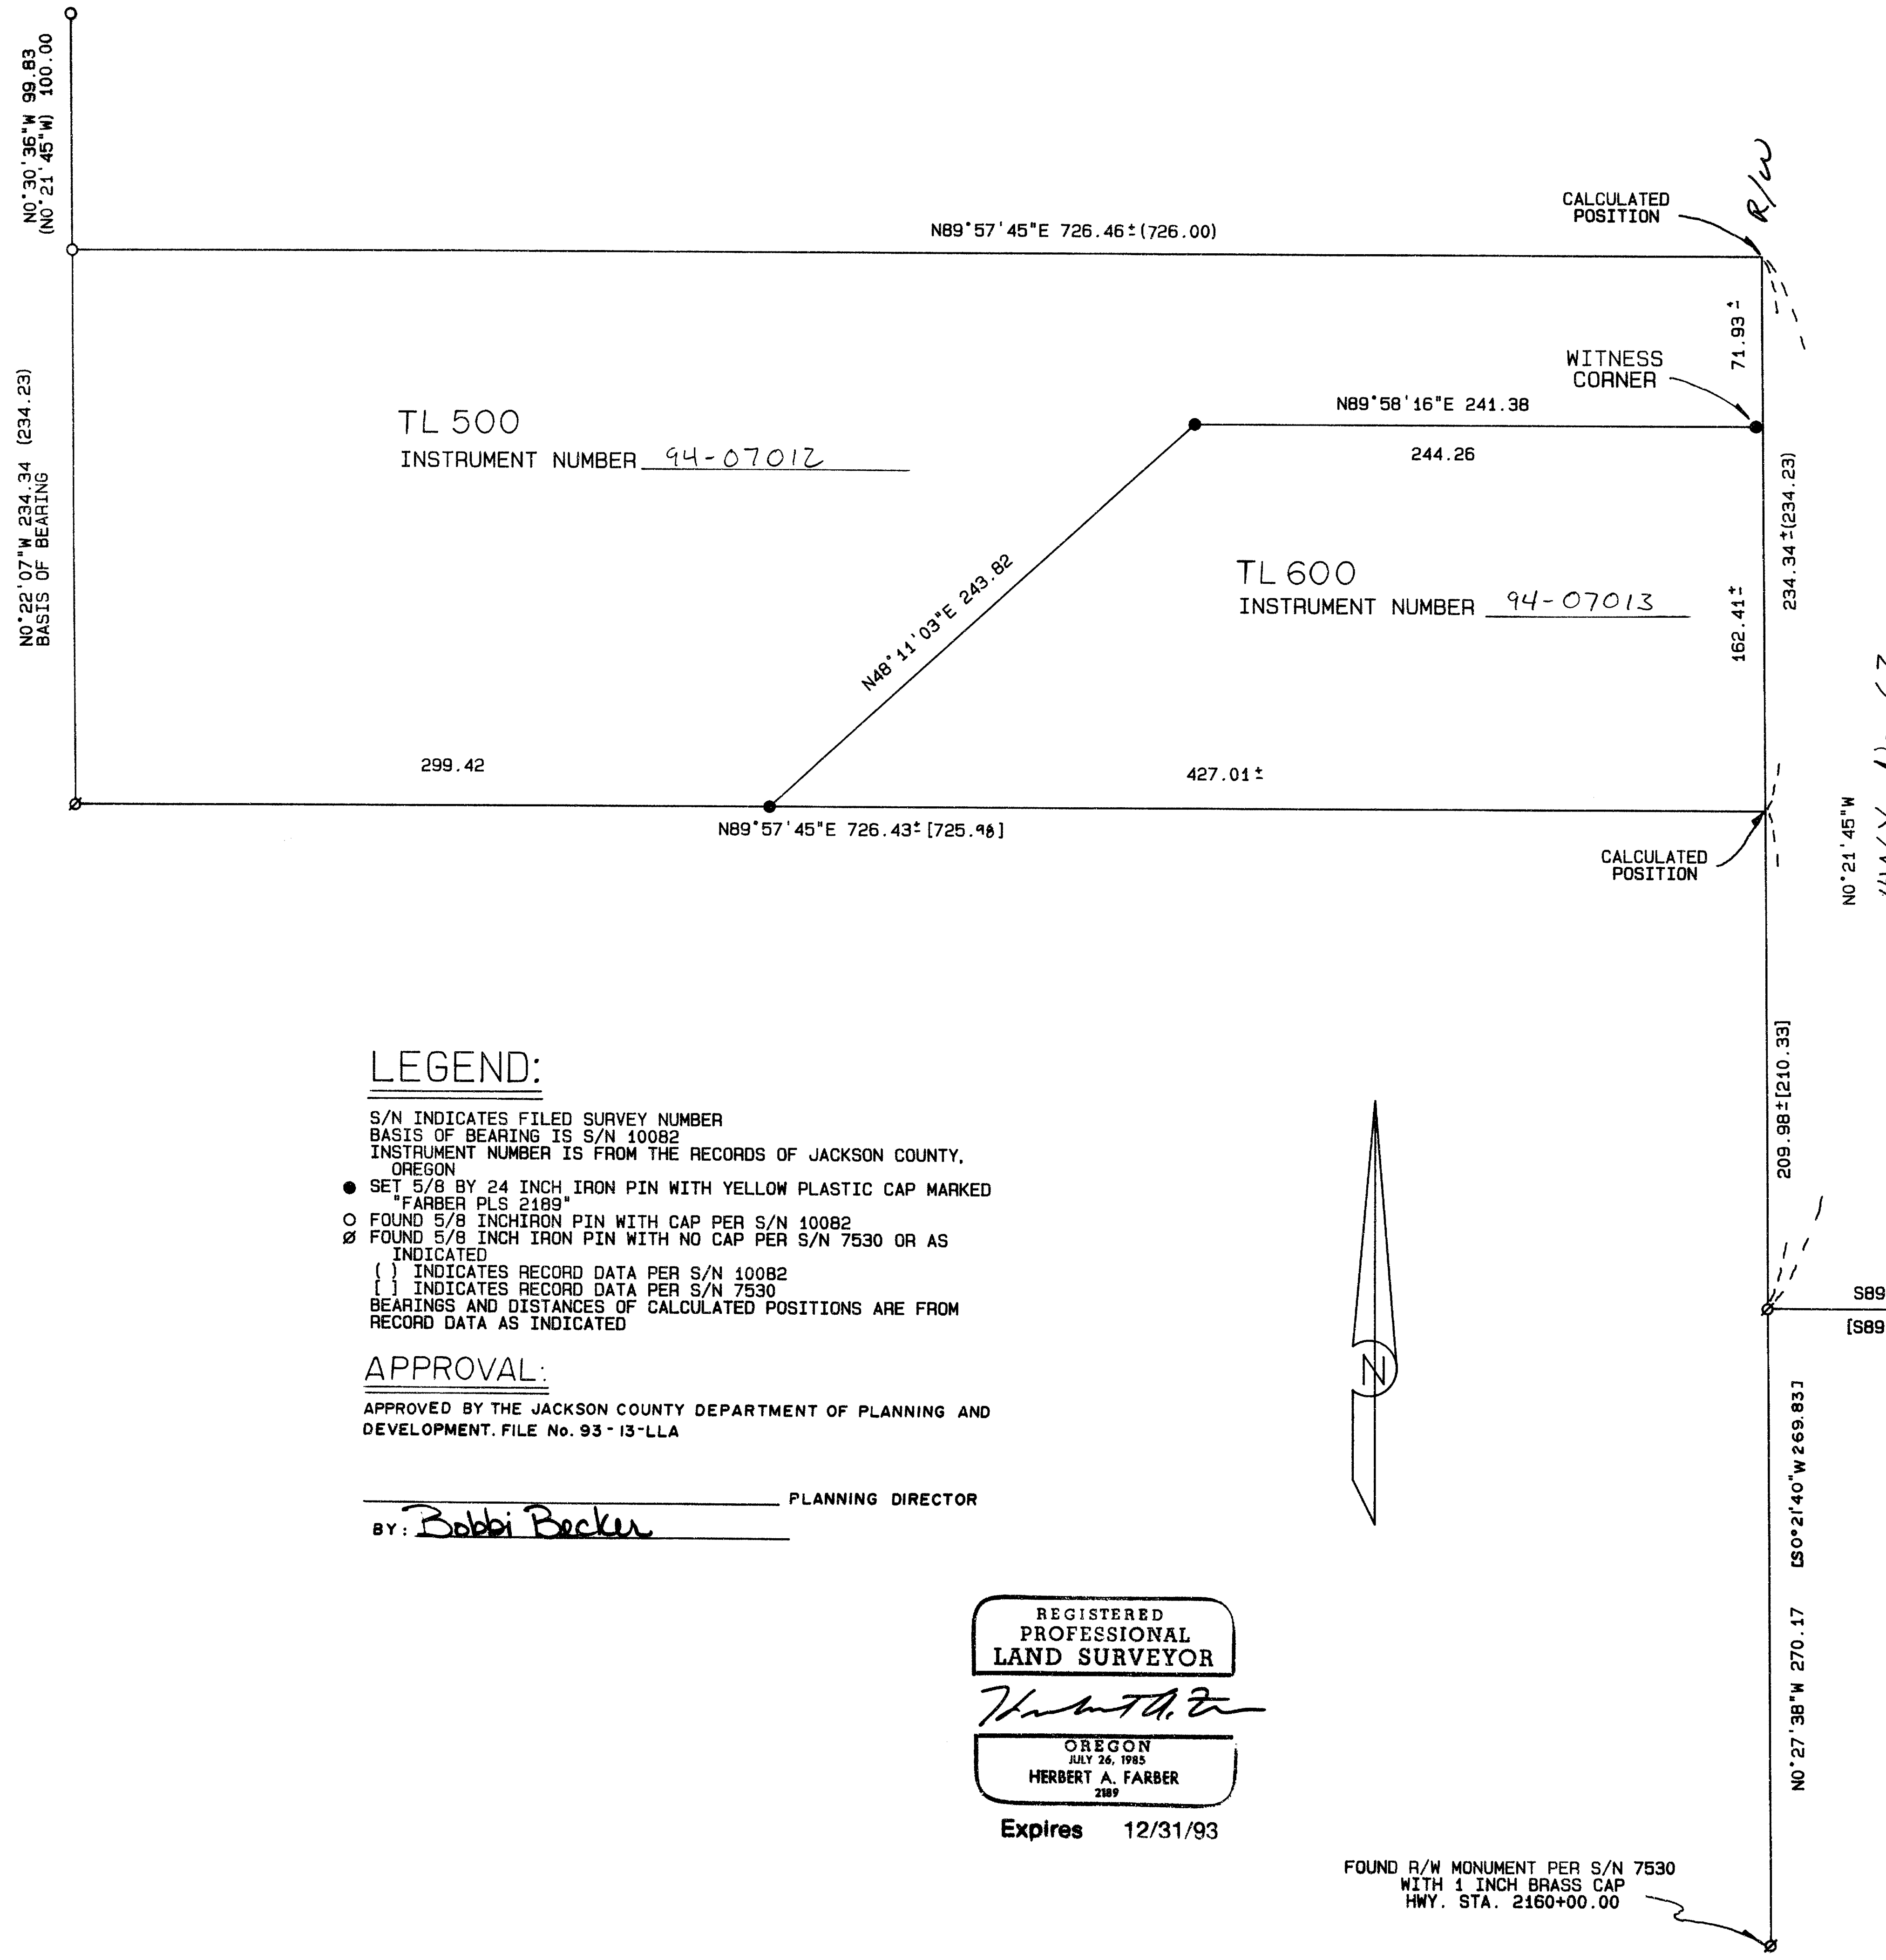 N0°30'36"W 99.83
(N0°21'45"W) 100.00
R/W
CALCULATED
POSITION
N89°57'45"E 726.46±(726.00)
71.93±
WITNESS
CORNER
N89°58'16"E 241.38
244.26
TL 500
INSTRUMENT NUMBER 94-07012
N0°22'07"W 234.34 (234.23)
BASIS OF BEARING
N48°11'03"E 243.82
TL 600
INSTRUMENT NUMBER 94-07013
162.41±
234.34±(234.23)
299.42
427.01±
N89°57'45"E 726.43±[725.98]
CALCULATED
POSITION
N0°21'45"W
209.98±[210.33]
LEGEND:
S/N INDICATES FILED SURVEY NUMBER
BASIS OF BEARING IS S/N 10082
INSTRUMENT NUMBER IS FROM THE RECORDS OF JACKSON COUNTY,
OREGON
SET 5/8 BY 24 INCH IRON PIN WITH YELLOW PLASTIC CAP MARKED
"FARBER PLS 2189"
FOUND 5/8 INCHIRON PIN WITH CAP PER S/N 10082
FOUND 5/8 INCH IRON PIN WITH NO CAP PER S/N 7530 OR AS
INDICATED
( ) INDICATES RECORD DATA PER S/N 10082
[ ] INDICATES RECORD DATA PER S/N 7530
BEARINGS AND DISTANCES OF CALCULATED POSITIONS ARE FROM
RECORD DATA AS INDICATED
S89
[S89
N
APPROVAL:
APPROVED BY THE JACKSON COUNTY DEPARTMENT OF PLANNING AND
DEVELOPMENT. FILE No. 93-13-LLA
PLANNING DIRECTOR
BY: Bobbi Becker
N0°27'38"W 270.17 [S0°21'40"W 269.83]
REGISTERED
PROFESSIONAL
LAND SURVEYOR
OREGON
JULY 26, 1985
HERBERT A. FARBER
2189
Expires 12/31/93
FOUND R/W MONUMENT PER S/N 7530
WITH 1 INCH BRASS CAP
HWY. STA. 2160+00.00